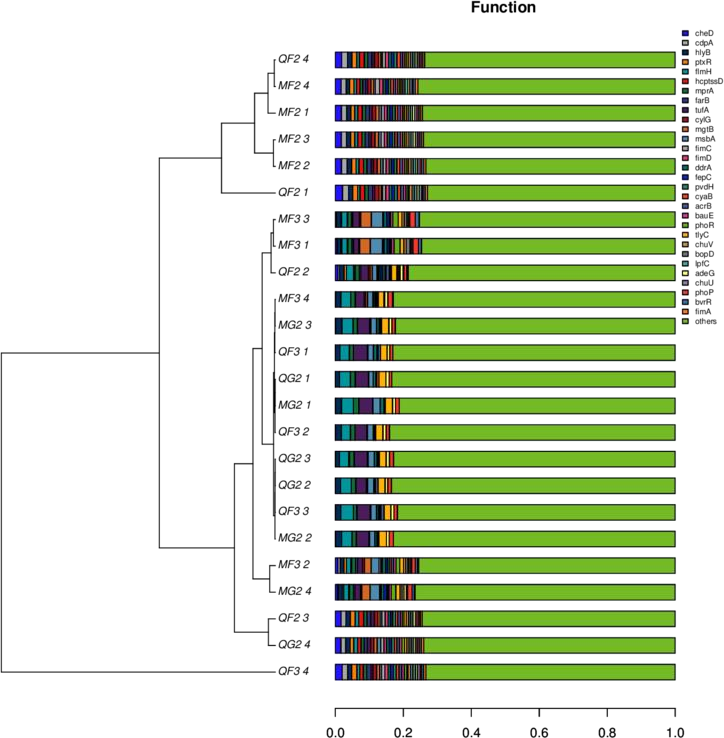 Function
cheD
cdpA
hlyB
ptxR
flmH
hcptssD
mprA
farB
tufA
cylG
mgtB
msbA
fimC
fimD
ddrA
fepC
pvdH
cyaB
acrB
bauE
phoR
tlyC
chuV
bopD
lpfC
adeG
chuU
phoP
bvrR
fimA
others
QF2 4
MF2 4
MF2 1
MF2 3
MF2 2
QF2 1
MF3 3
MF3 1
QF2 2
MF3 4
MG2 3
QF3 1
QG2 1
MG2 1
QF3 2
QG2 3
QG2 2
QF3 3
MG2 2
MF3 2
MG2 4
QF2 3
QG2 4
QF3 4
0.0 0.2 0.4 0.6 0.8 1.0